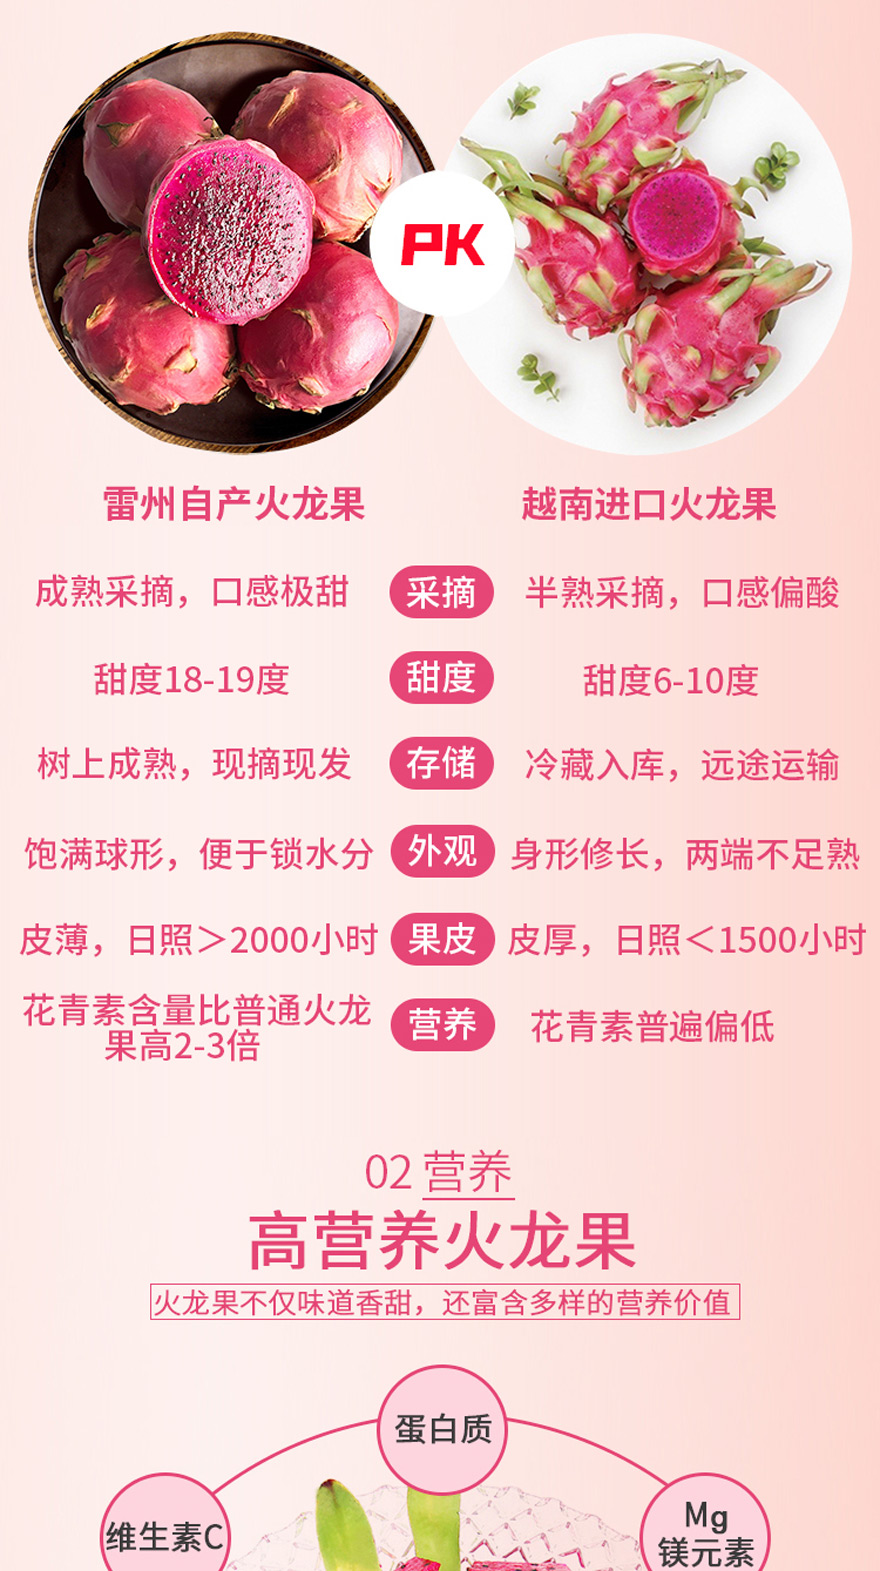 PK
雷州自产火龙果
越南进口火龙果
成熟采摘，口感极甜
采摘
半熟采摘，口感偏酸
甜度18-19度
甜度
甜度6-10度
树上成熟，现摘现发
存储
冷藏入库，远途运输
饱满球形，便于锁水分
外观
身形修长，两端不足熟
皮薄，日照＞2000小时
果皮
皮厚，日照＜1500小时
花青素含量比普通火龙
果高2-3倍
营养
花青素普遍偏低
02 营养
高营养火龙果
火龙果不仅味道香甜，还富含多样的营养价值
蛋白质
维生素C
Mg
镁元素